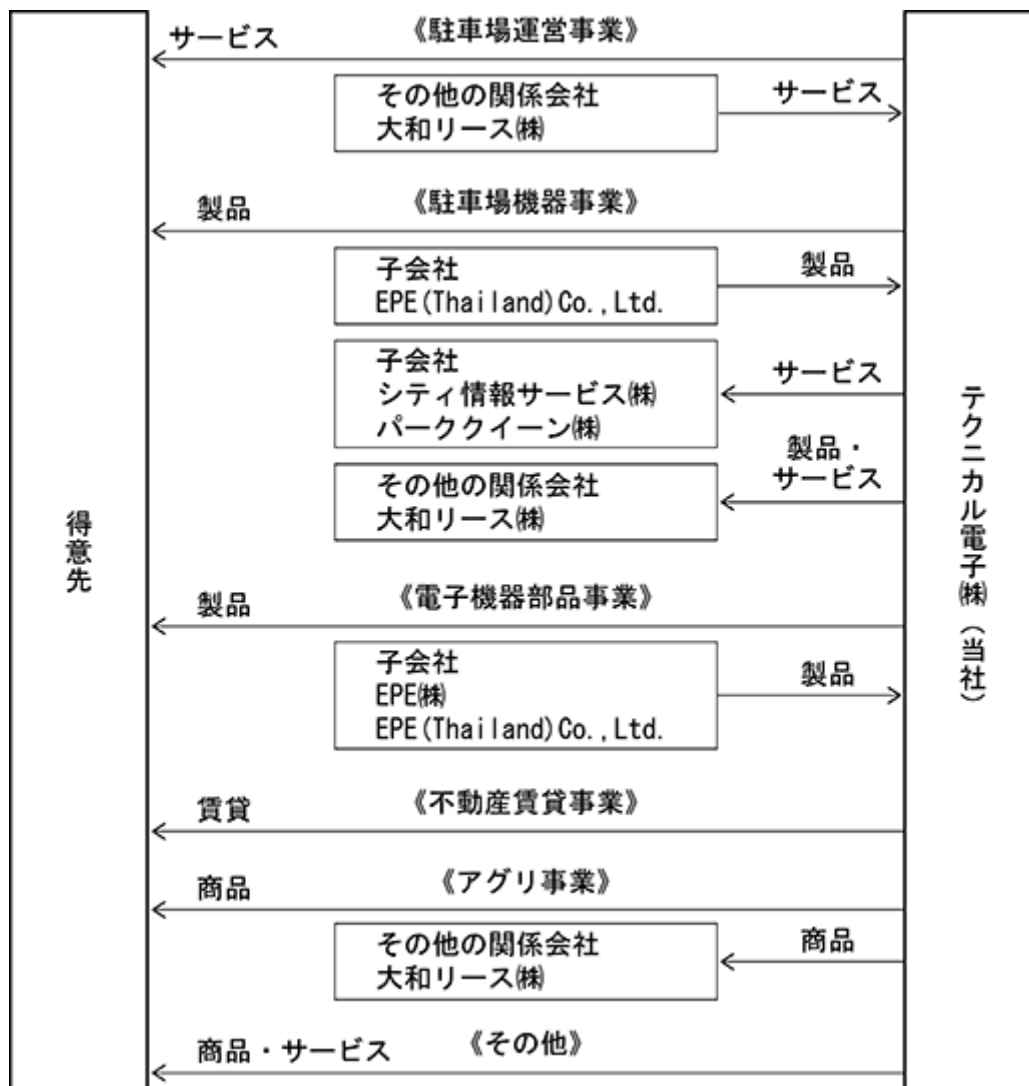 《駐車場運営事業》
サービス
その他の関係会社
大和リース㈱
サービス
《駐車場機器事業》
製品
子会社
EPE(Thailand)Co.,Ltd.
製品
子会社
シティ情報サービス㈱
パーククイーン㈱
サービス
その他の関係会社
大和リース㈱
製品・
サービス
得意先
テクニカル電子㈱（当社）
《電子機器部品事業》
製品
子会社
EPE㈱
EPE(Thailand)Co.,Ltd.
製品
《不動産賃貸事業》
賃貸
《アグリ事業》
商品
その他の関係会社
大和リース㈱
商品
《その他》
商品・サービス